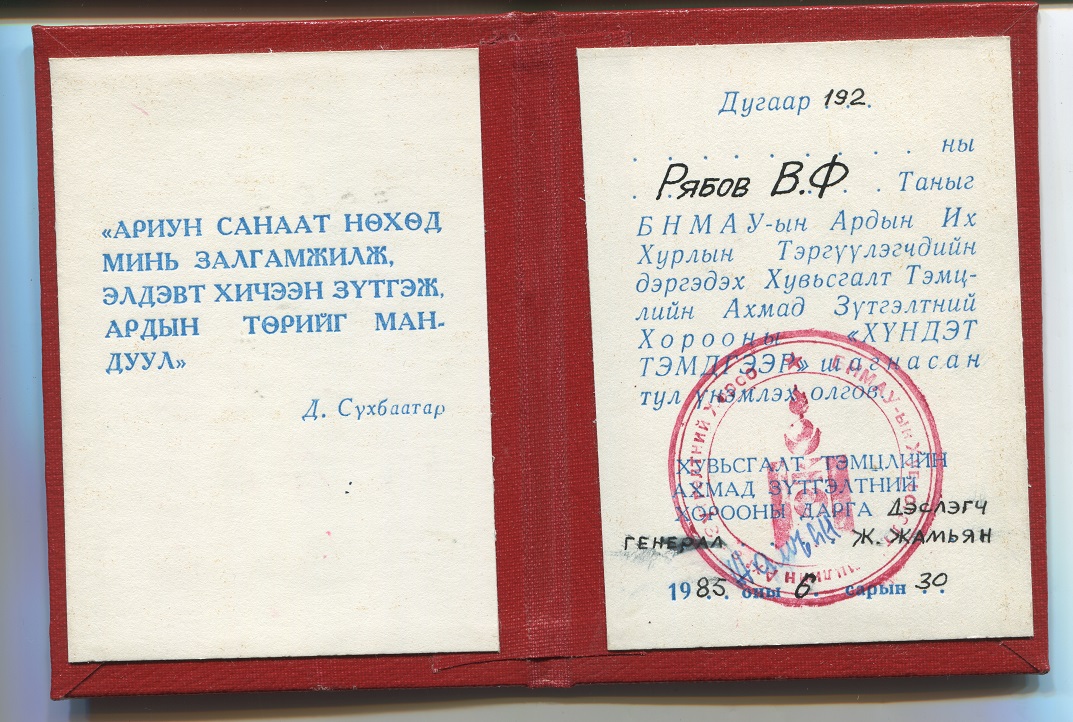 «АРИУН САНААТ НӨХӨД
МИНЬ ЗАЛГАМЖИЛЖ,
ЭЛДЭВТ ХИЧЭЭН ЗҮТГЭЖ,
АРДЫН ТӨРИЙГ МАН-
ДУУЛ»
Д. Сүхбаатар
Дугаар 192.
. . . . . . . . . ны
Рябов В.Ф . Таныг
БНМАУ-ын Ардын Их
Хурлын Тэргүүлэгчдийн
дэргэдэх Хувьсгалт Тэмц-
лийн Ахмад Зүтгэлтний
Хорооны «ХҮНДЭТ
ТЭМДГЭЭР» шагнасан
тул үнэмлэх олгов.
ХУВЬСГАЛТ ТЭМЦЛИЙН
АХМАД ЗҮТГЭЛТНИЙ
ХОРООНЫ ДАРГА ДЭСЛЭГЧ
ГЕНЕРАЛ Ж. ЖАМЬЯН
1985 оны 6. сарын 30